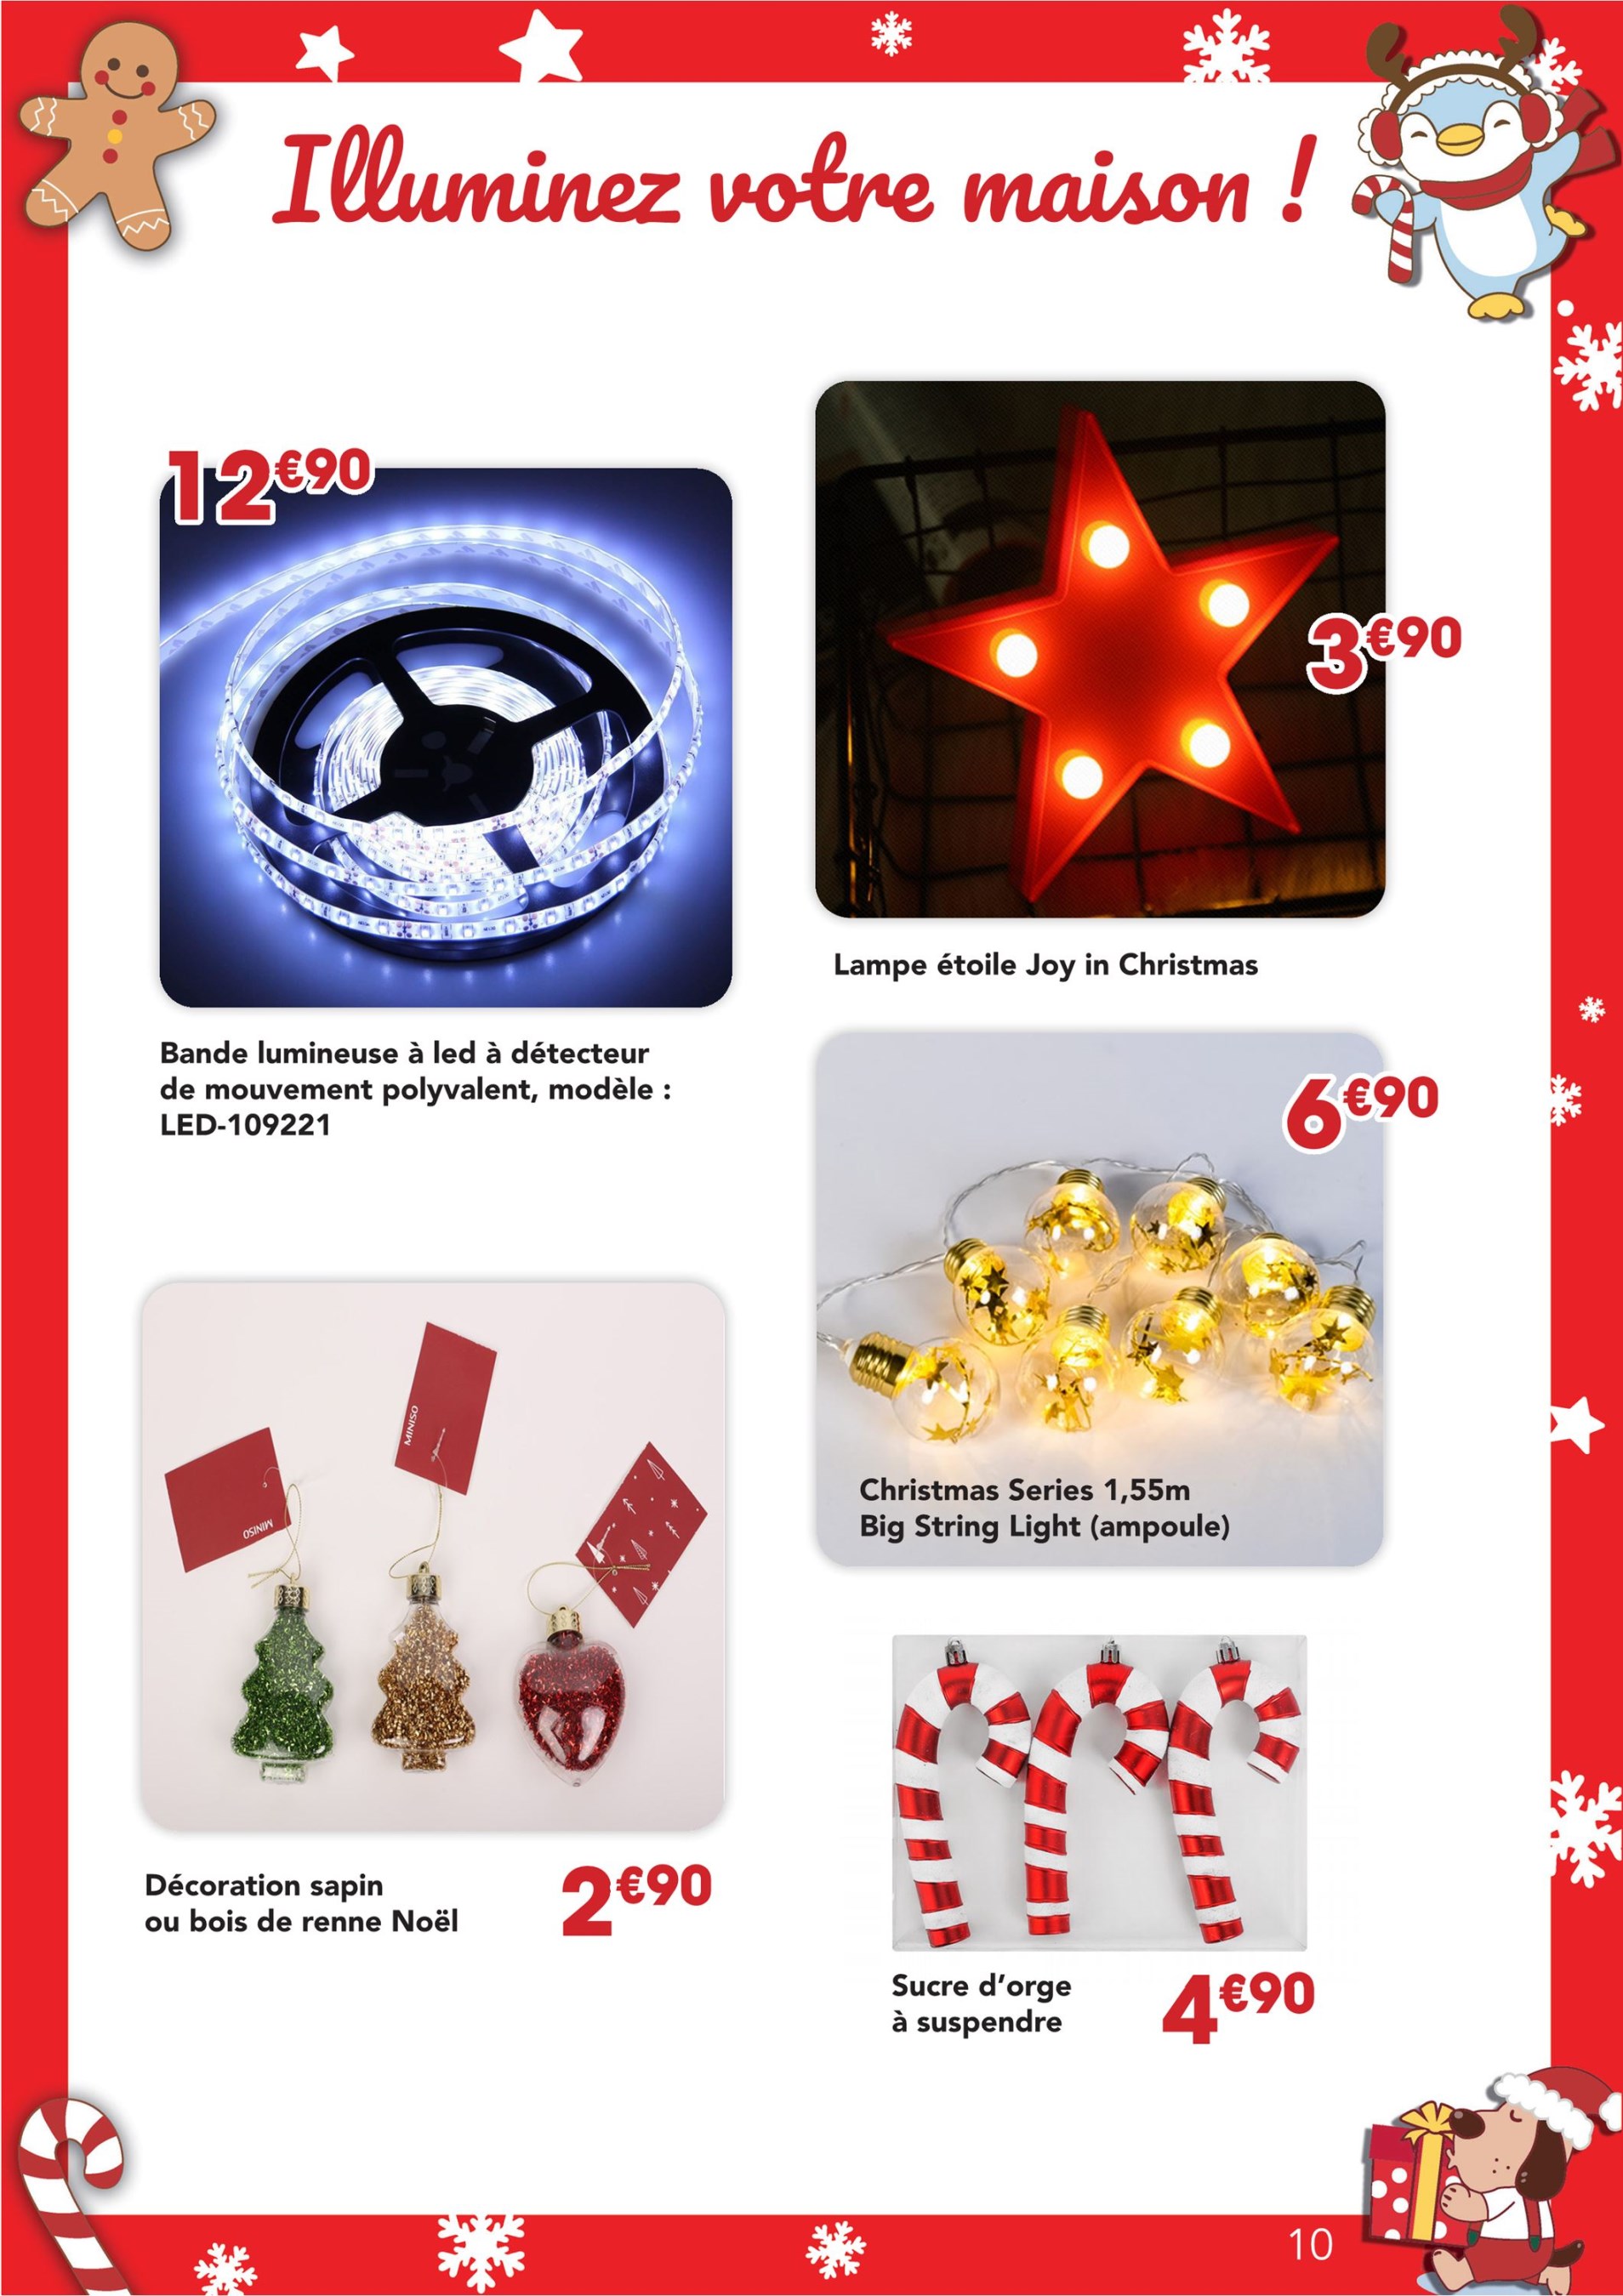 Illuminez votre maison !
12€90
Bande lumineuse à led à détecteur
de mouvement polyvalent, modèle :
LED-109221
3€90
Lampe étoile Joy in Christmas
6€90
Christmas Series 1,55m
Big String Light (ampoule)
MINISO
MINISO
Décoration sapin
ou bois de renne Noël
2€90
Sucre d’orge
à suspendre
4€90
10